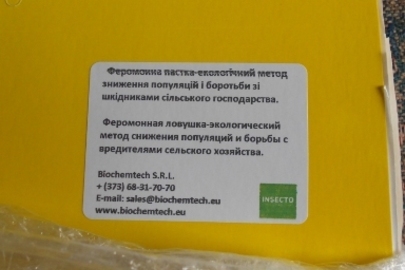 Феромонна пастка-екологічний метод
зниження популяцій і боротьби зі
шкідниками сільського господарства.
Феромонная ловушка-экологический
метод снижения популяций и борьбы с
вредителями сельского хозяйства.
Biochemtech S.R.L.
+ (373) 68-31-70-70
E-mail: sales@biochemtech.eu
www.biochemtech.eu
INSECTO